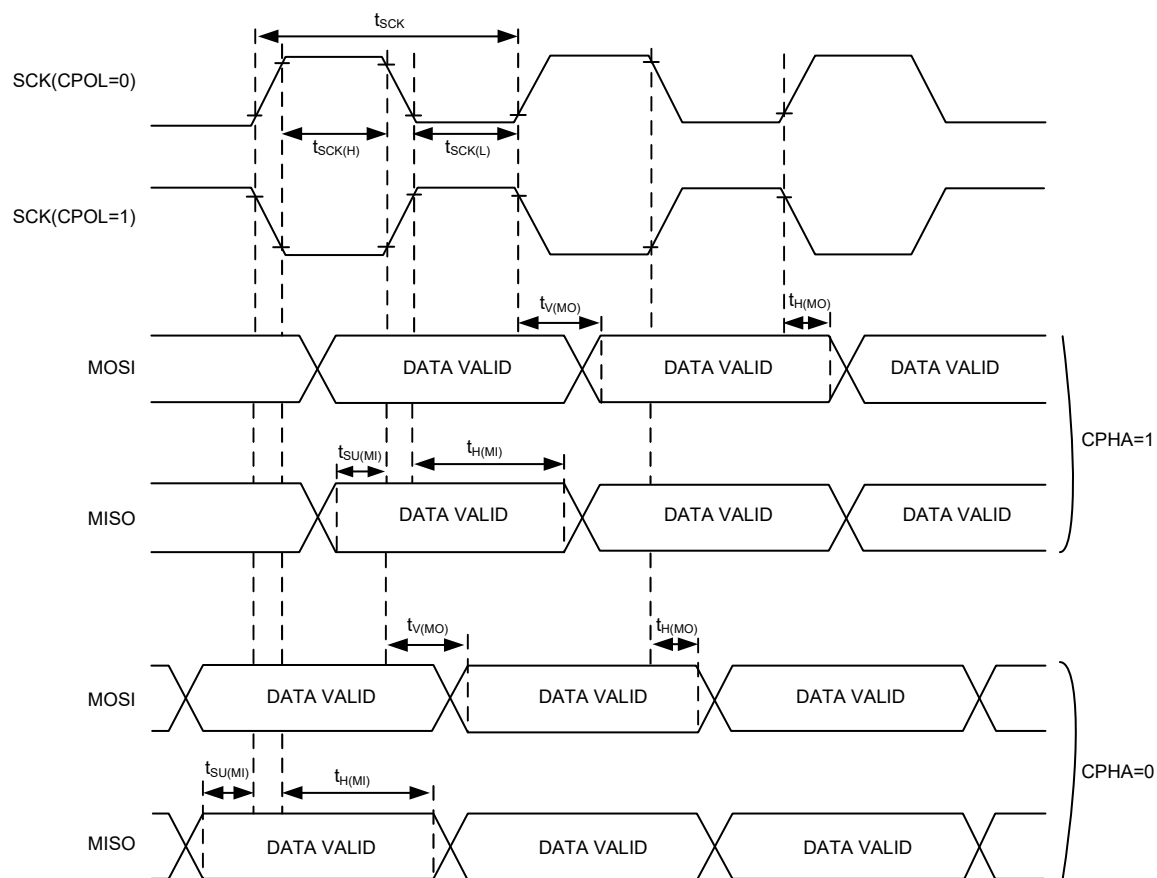 tSCK
SCK(CPOL=0)
tSCK(H) tSCK(L)
SCK(CPOL=1)
tV(MO) tH(MO)
MOSI DATA VALID DATA VALID DATA VALID
CPHA=1
tSU(MI) tH(MI)
MISO DATA VALID DATA VALID DATA VALID
tV(MO) tH(MO)
MOSI DATA VALID DATA VALID DATA VALID
CPHA=0
tSU(MI) tH(MI)
MISO DATA VALID DATA VALID DATA VALID